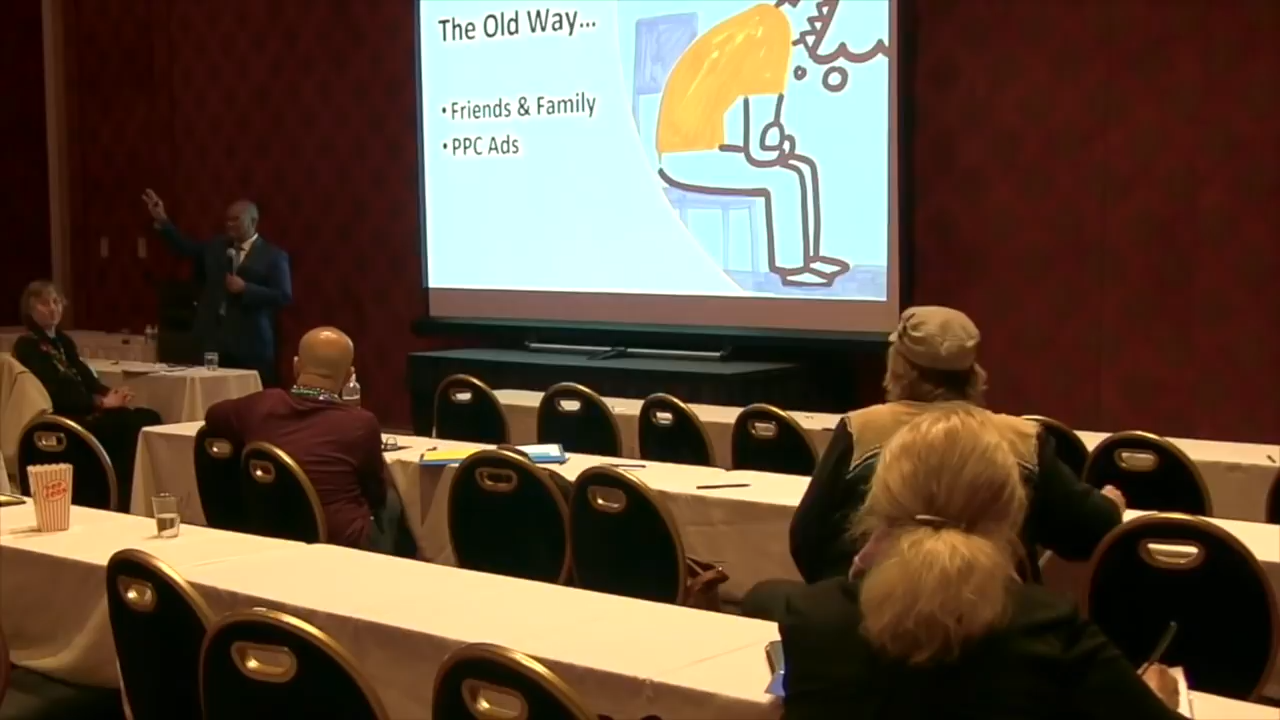 The Old Way...
• Friends & Family
• PPC Ads